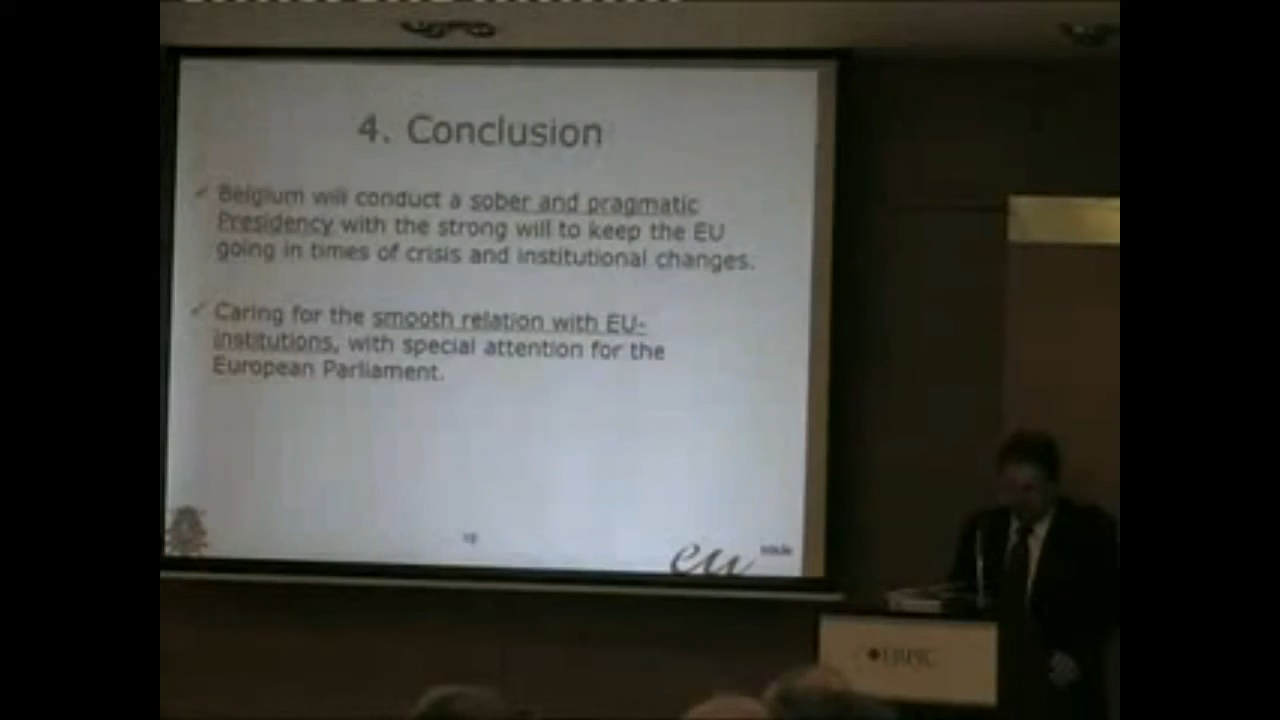 4. Conclusion
✓ Belgium will conduct a sober and pragmatic
Presidency with the strong will to keep the EU
going in times of crisis and institutional changes.
✓ Caring for the smooth relation with EU-
institutions, with special attention for the
European Parliament.
eu